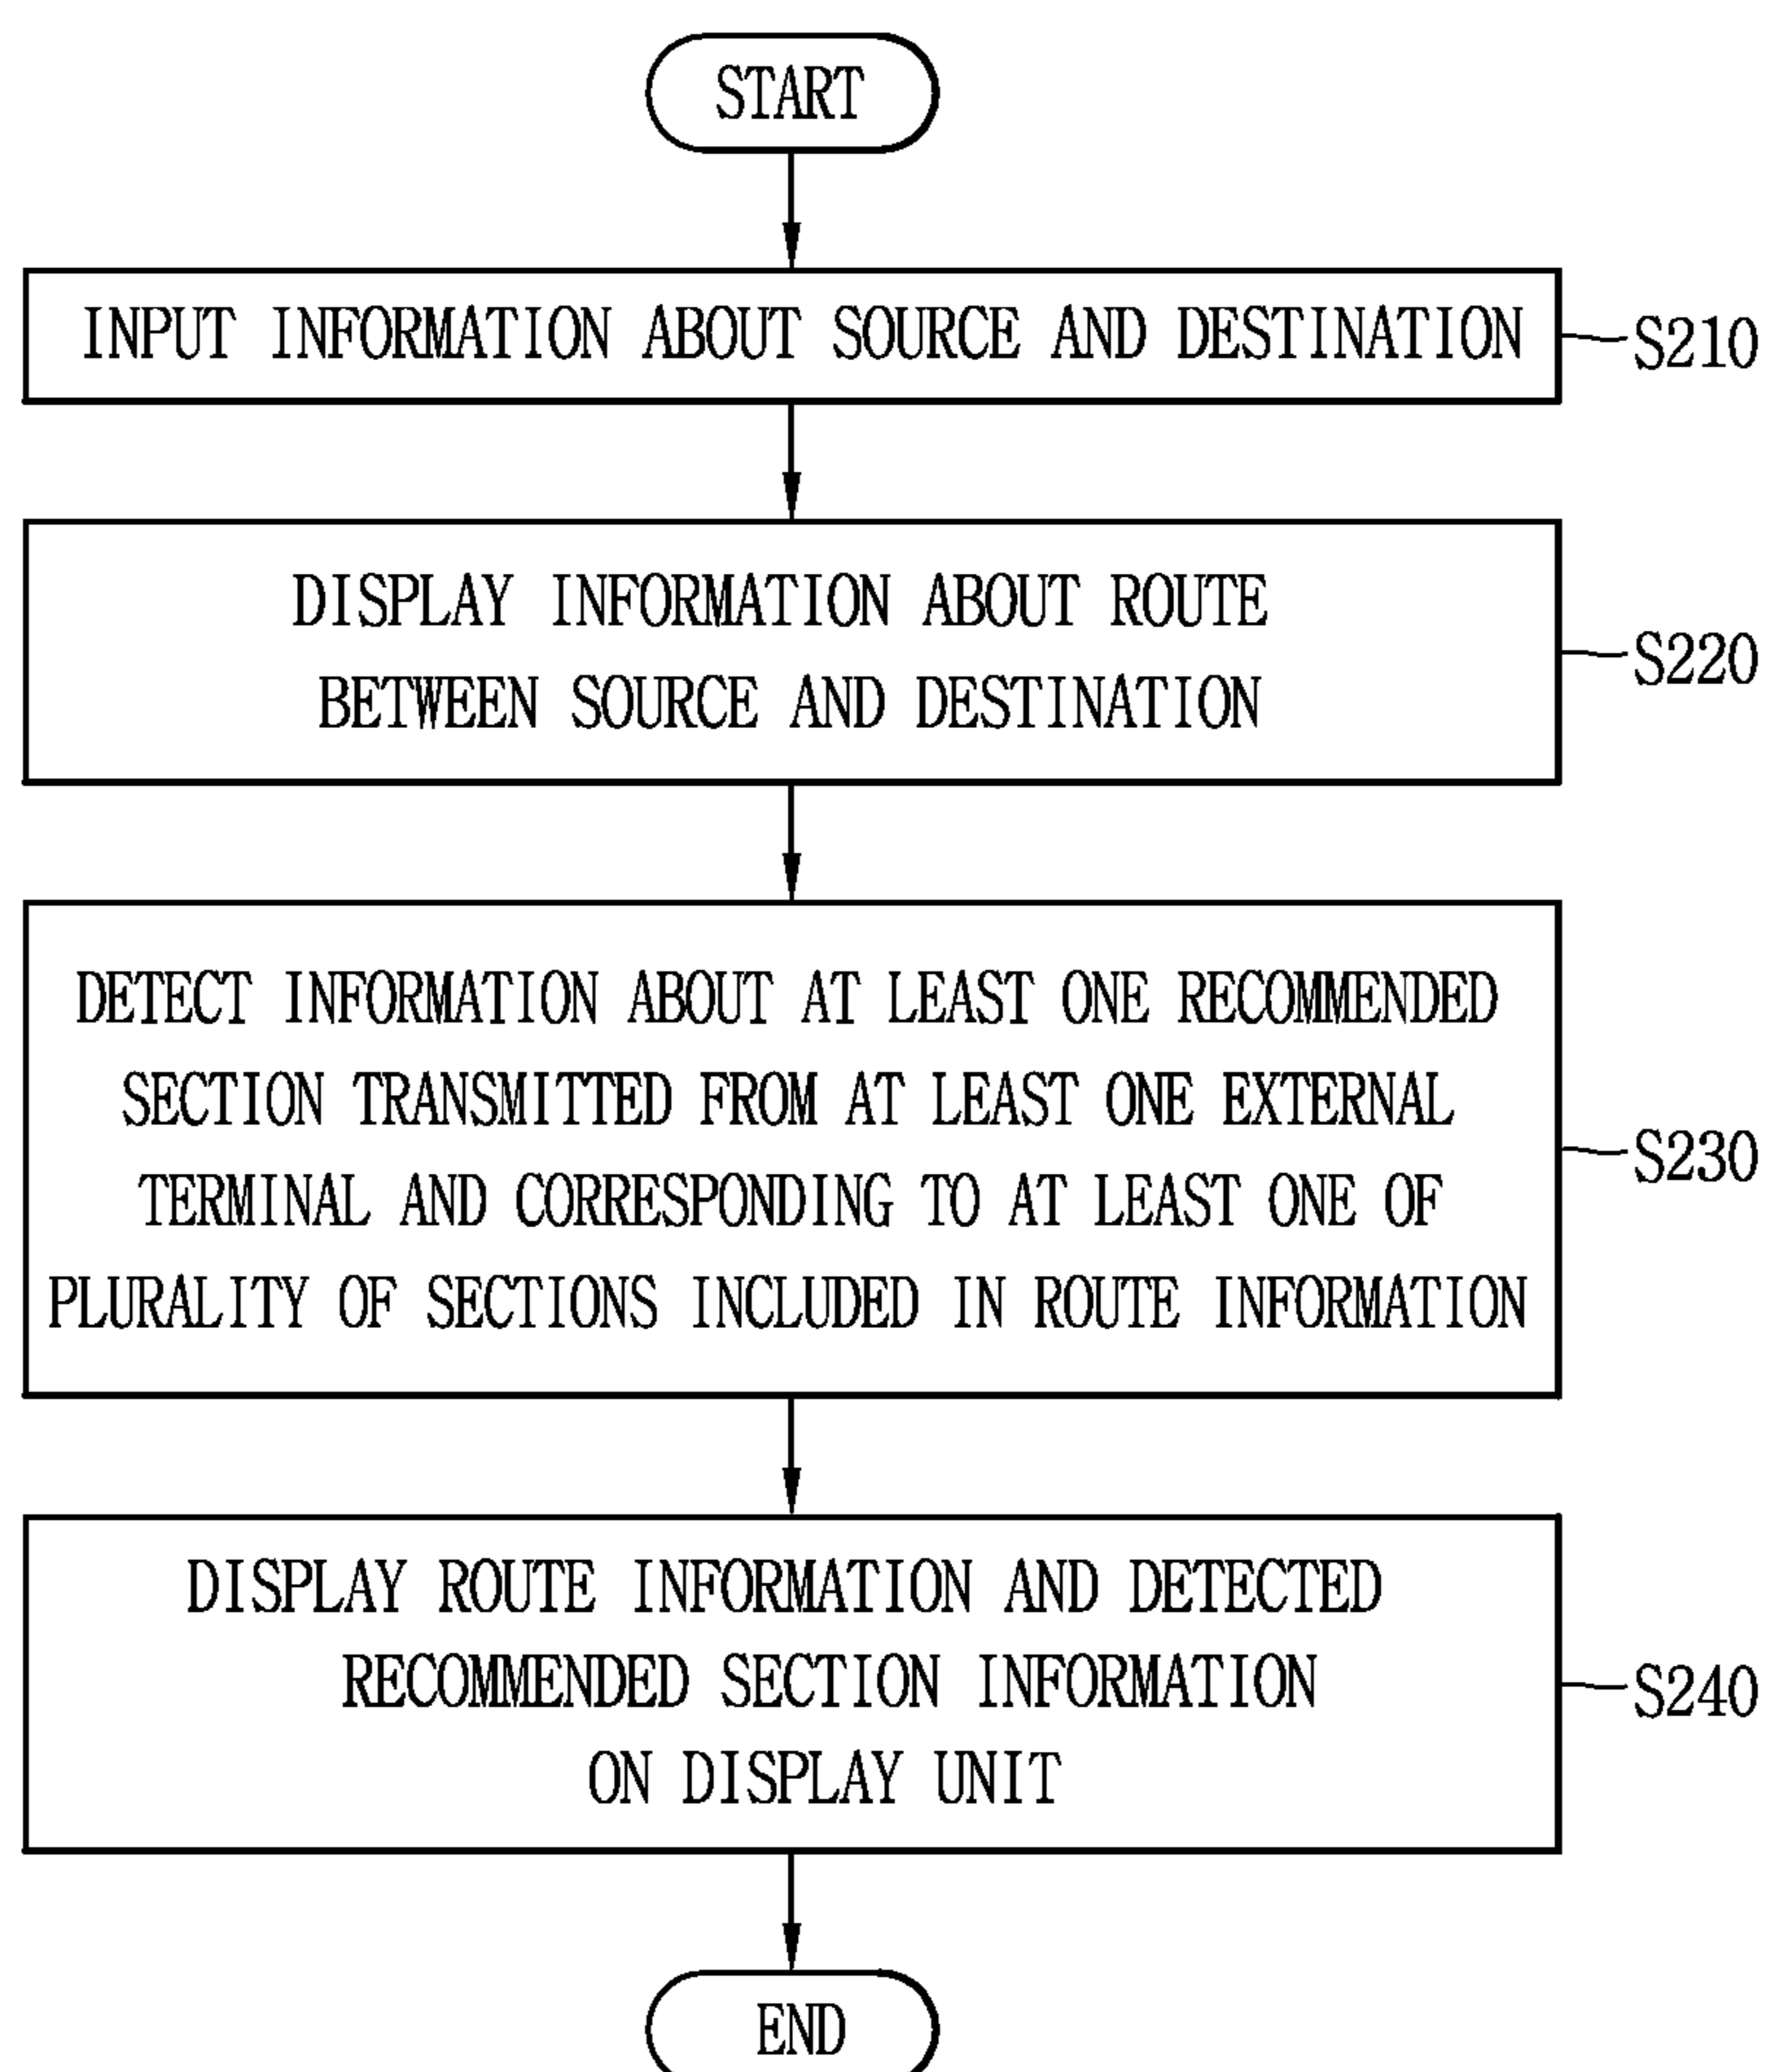 START
INPUT INFORMATION ABOUT SOURCE AND DESTINATION
S210
DISPLAY INFORMATION ABOUT ROUTE
BETWEEN SOURCE AND DESTINATION
S220
DETECT INFORMATION ABOUT AT LEAST ONE RECOMMENDED
SECTION TRANSMITTED FROM AT LEAST ONE EXTERNAL
TERMINAL AND CORRESPONDING TO AT LEAST ONE OF
PLURALITY OF SECTIONS INCLUDED IN ROUTE INFORMATION
S230
DISPLAY ROUTE INFORMATION AND DETECTED
RECOMMENDED SECTION INFORMATION
ON DISPLAY UNIT
S240
END